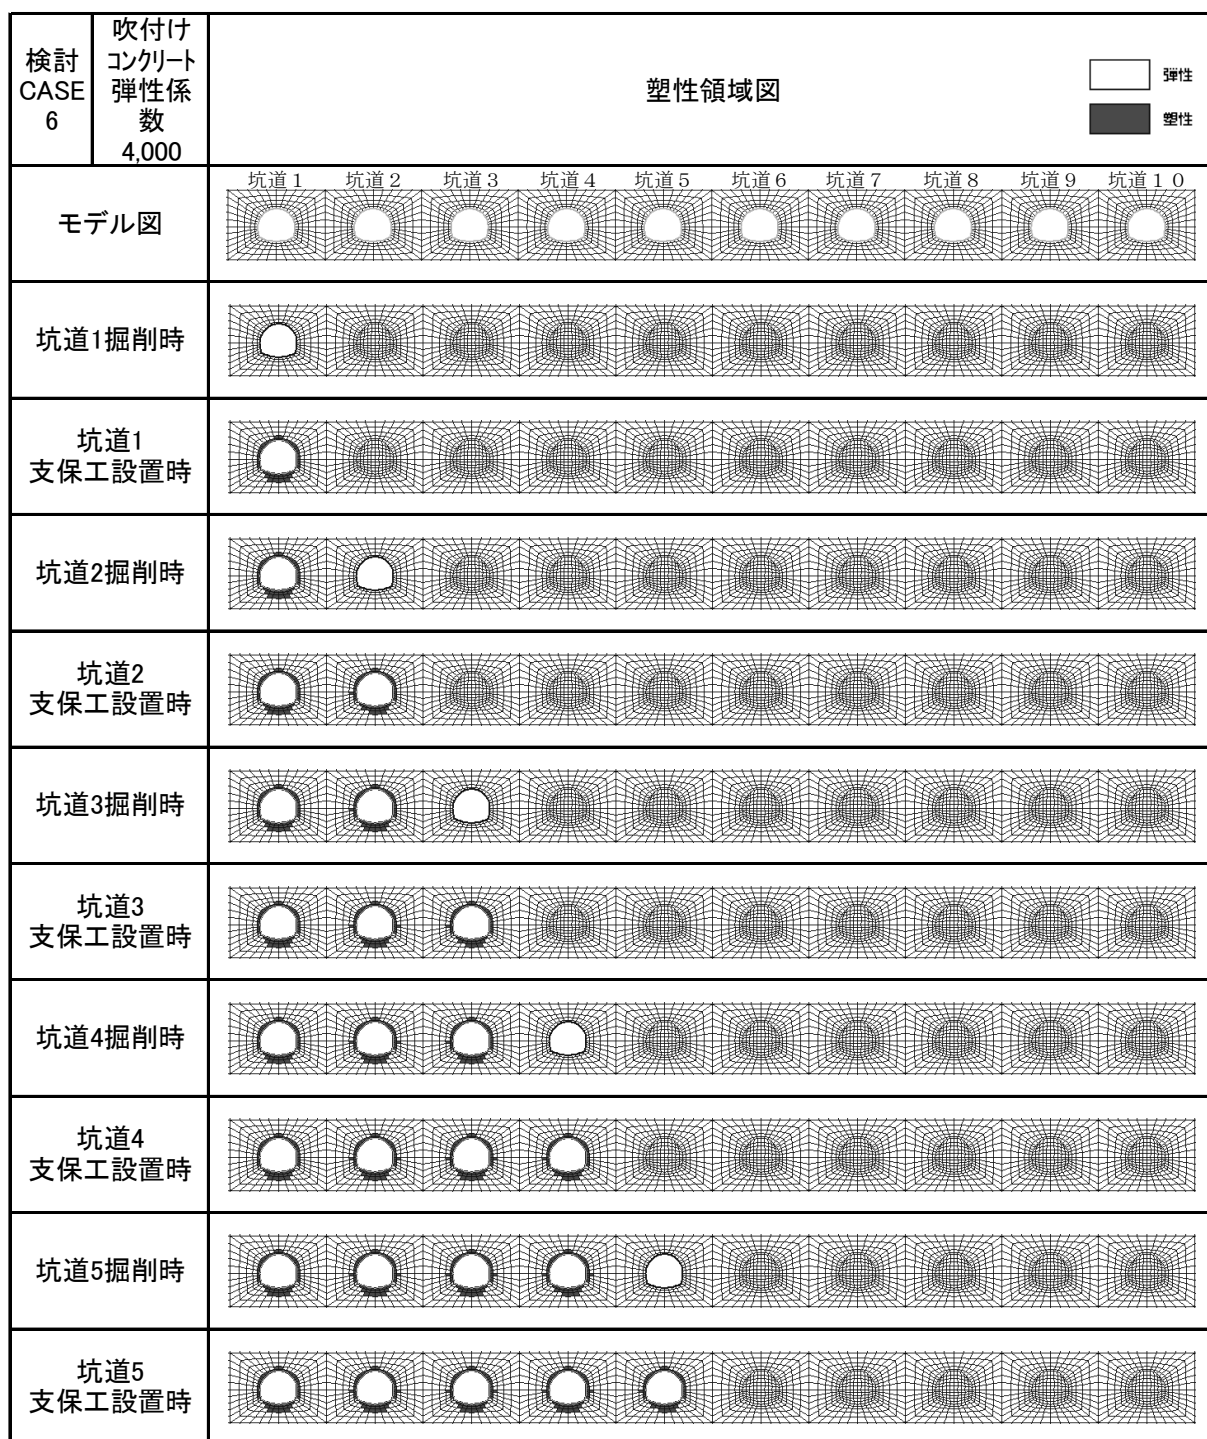 検討
CASE
6
吹付け
コンクリート
弾性係
数
4,000
塑性領域図
弾性
塑性
モデル図
坑道1 坑道2 坑道3 坑道4 坑道5 坑道6 坑道7 坑道8 坑道9 坑道10
坑道1掘削時
坑道1
支保工設置時
坑道2掘削時
坑道2
支保工設置時
坑道3掘削時
坑道3
支保工設置時
坑道4掘削時
坑道4
支保工設置時
坑道5掘削時
坑道5
支保工設置時